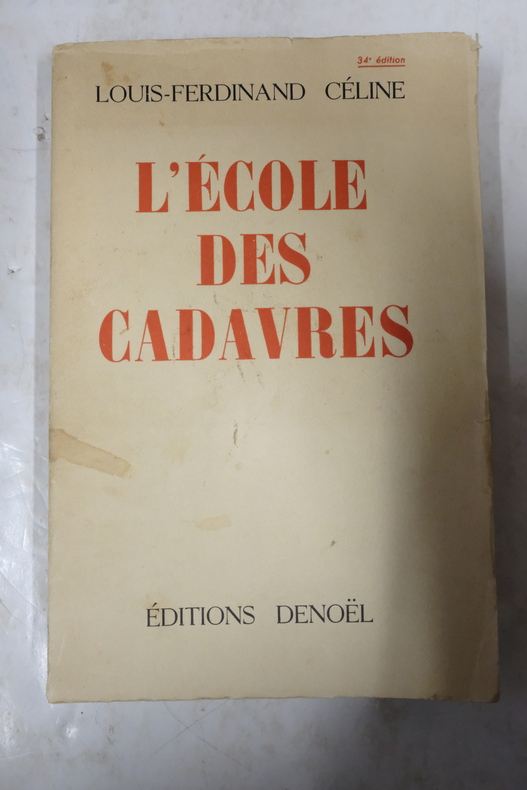 34e édition
LOUIS-FERDINAND CÉLINE
L'ÉCOLE
DES
CADAVRES
ÉDITIONS DENOËL